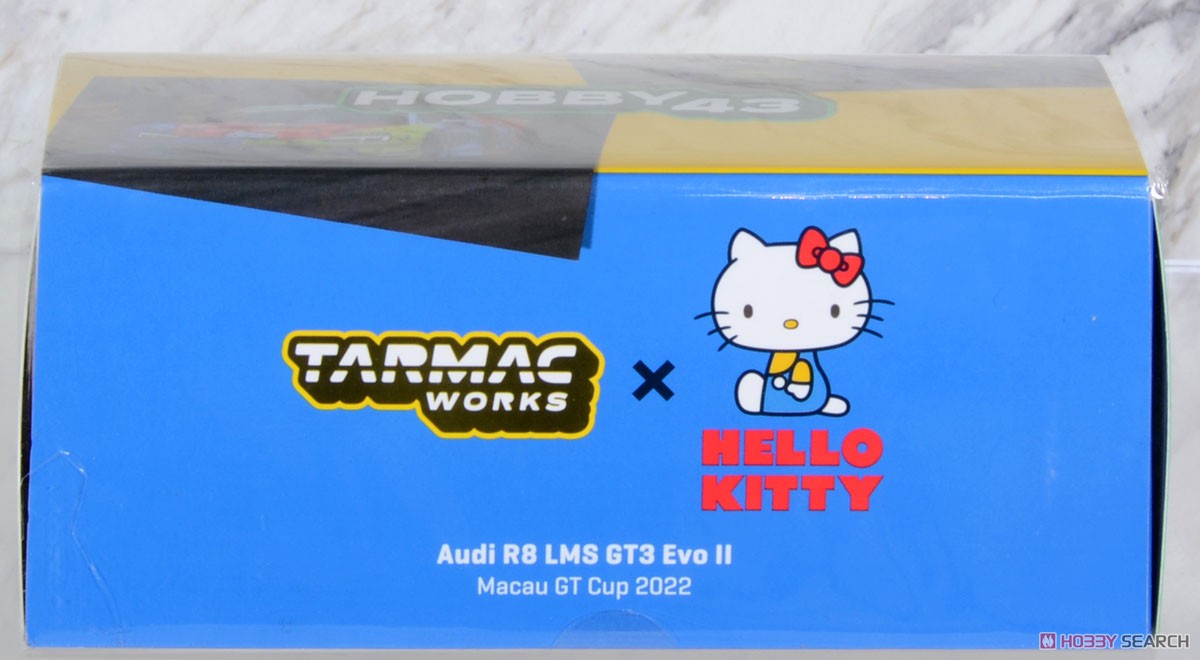 HOBBY43
TARMAC
WORKS
×
HELLO
KITTY
Audi R8 LMS GT3 Evo II
Macau GT Cup 2022
HOBBY SEARCH